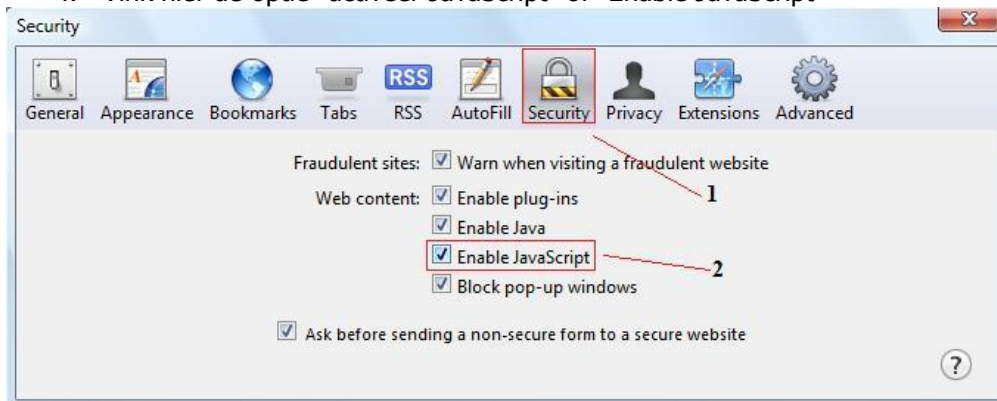 Security
RSS
General Appearance Bookmarks Tabs RSS AutoFill Security Privacy Extensions Advanced
Fraudulent sites: Warn when visiting a fraudulent website
1
Web content: Enable plug-ins
Enable Java
Enable JavaScript
2
Block pop-up windows
Ask before sending a non-secure form to a secure website
?